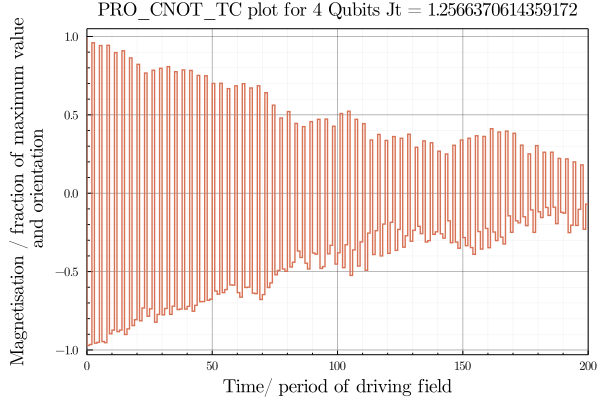 PRO_CNOT_TC plot for 4 Qubits Jt = 1.2566370614359172
Magnetisation / fraction of maximum value
and orientation
1.0
0.5
0.0
−0.5
−1.0
0 50 100 150 200
Time/ period of driving field